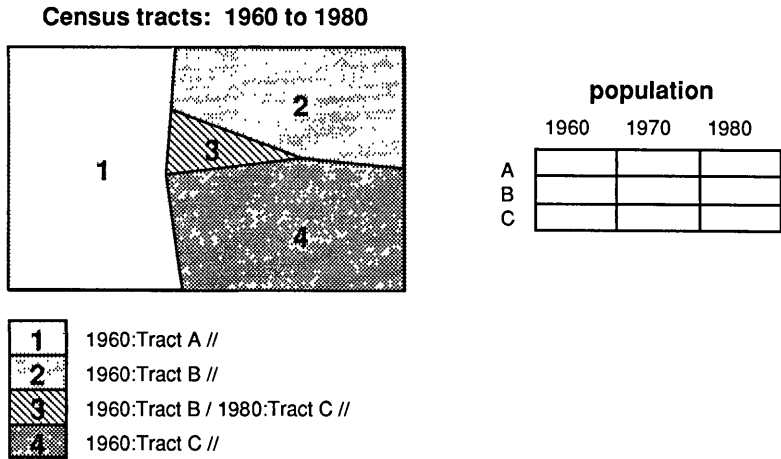 Census tracts: 1960 to 1980
1
2
3
4
population
1960 1970 1980
A
B
C
1 1960:Tract A //
2 1960:Tract B //
3 1960:Tract B / 1980:Tract C //
4 1960:Tract C //